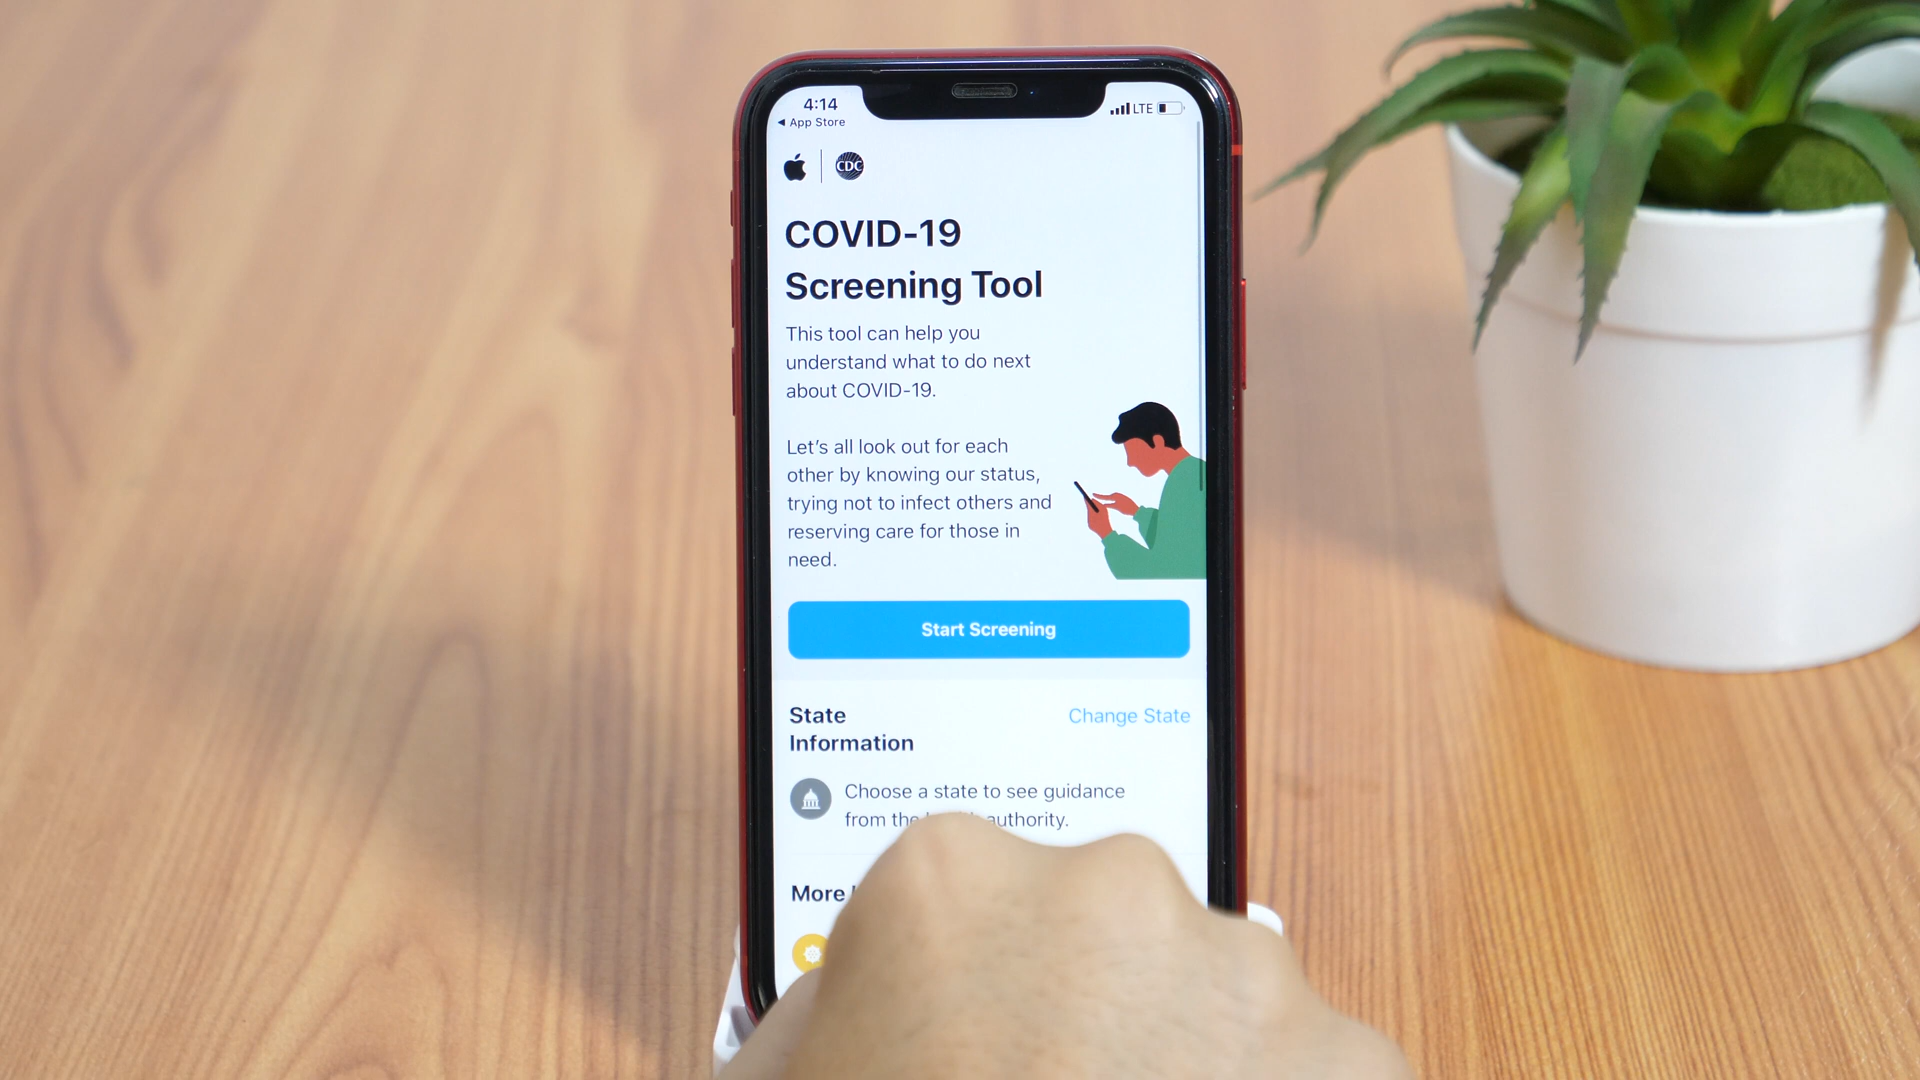 4:14
LTE
◄ App Store
CDC
COVID-19
Screening Tool
This tool can help you
understand what to do next
about COVID-19.
Let's all look out for each
other by knowing our status,
trying not to infect others and
reserving care for those in
need.
Start Screening
State
Information
Change State
Choose a state to see guidance
from the authority.
More